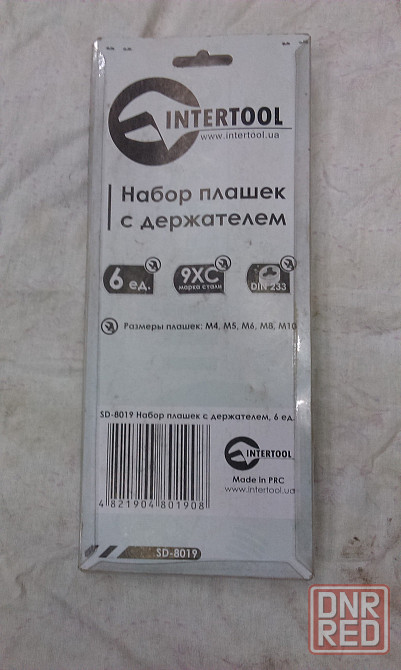 INTERTOOL
www.intertool.ua
Набор плашек
с держателем
6 ед.
9ХС
марка стали
DIN 233
Размеры плашек: М4, М5, М6, М8, М10
SD-8019 Набор плашек с держателем, 6 ед.
INTERTOOL
Made in PRC
www.intertool.ua
4 821904 801908
SD-8019
DNR
RED